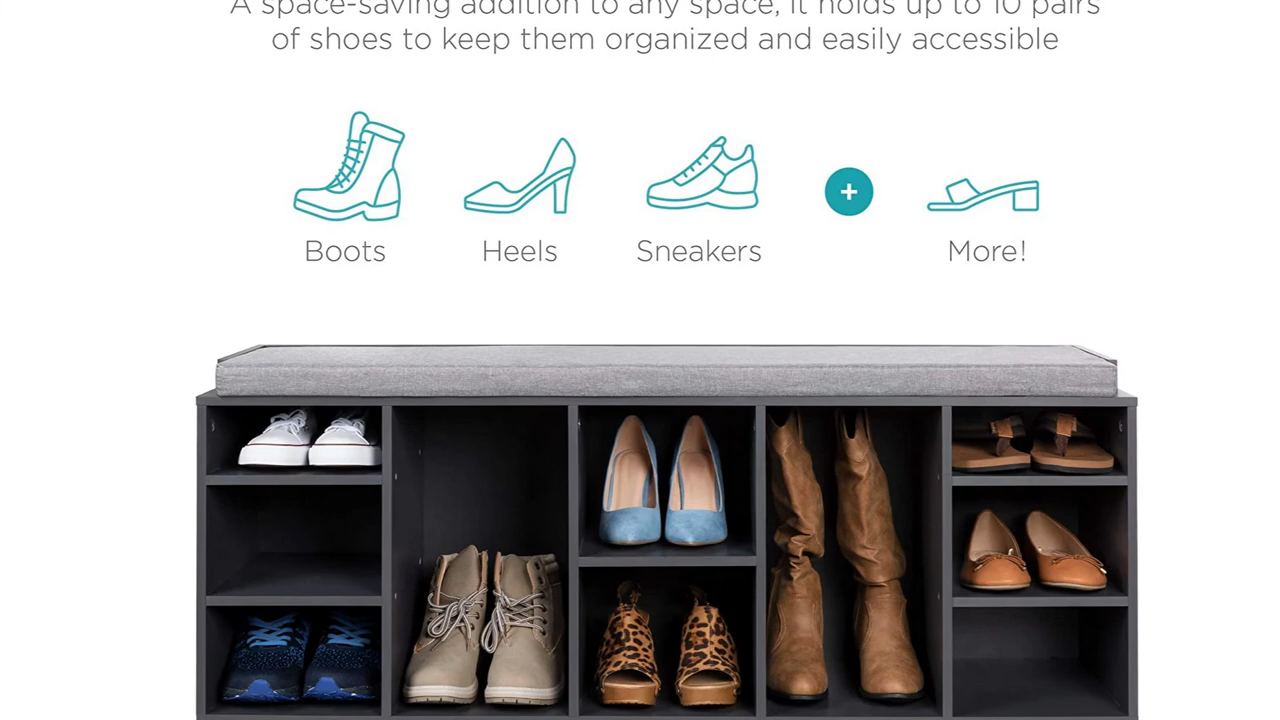 A space-saving addition to any space, it holds up to 10 pairs
of shoes to keep them organized and easily accessible
Boots Heels Sneakers + More!